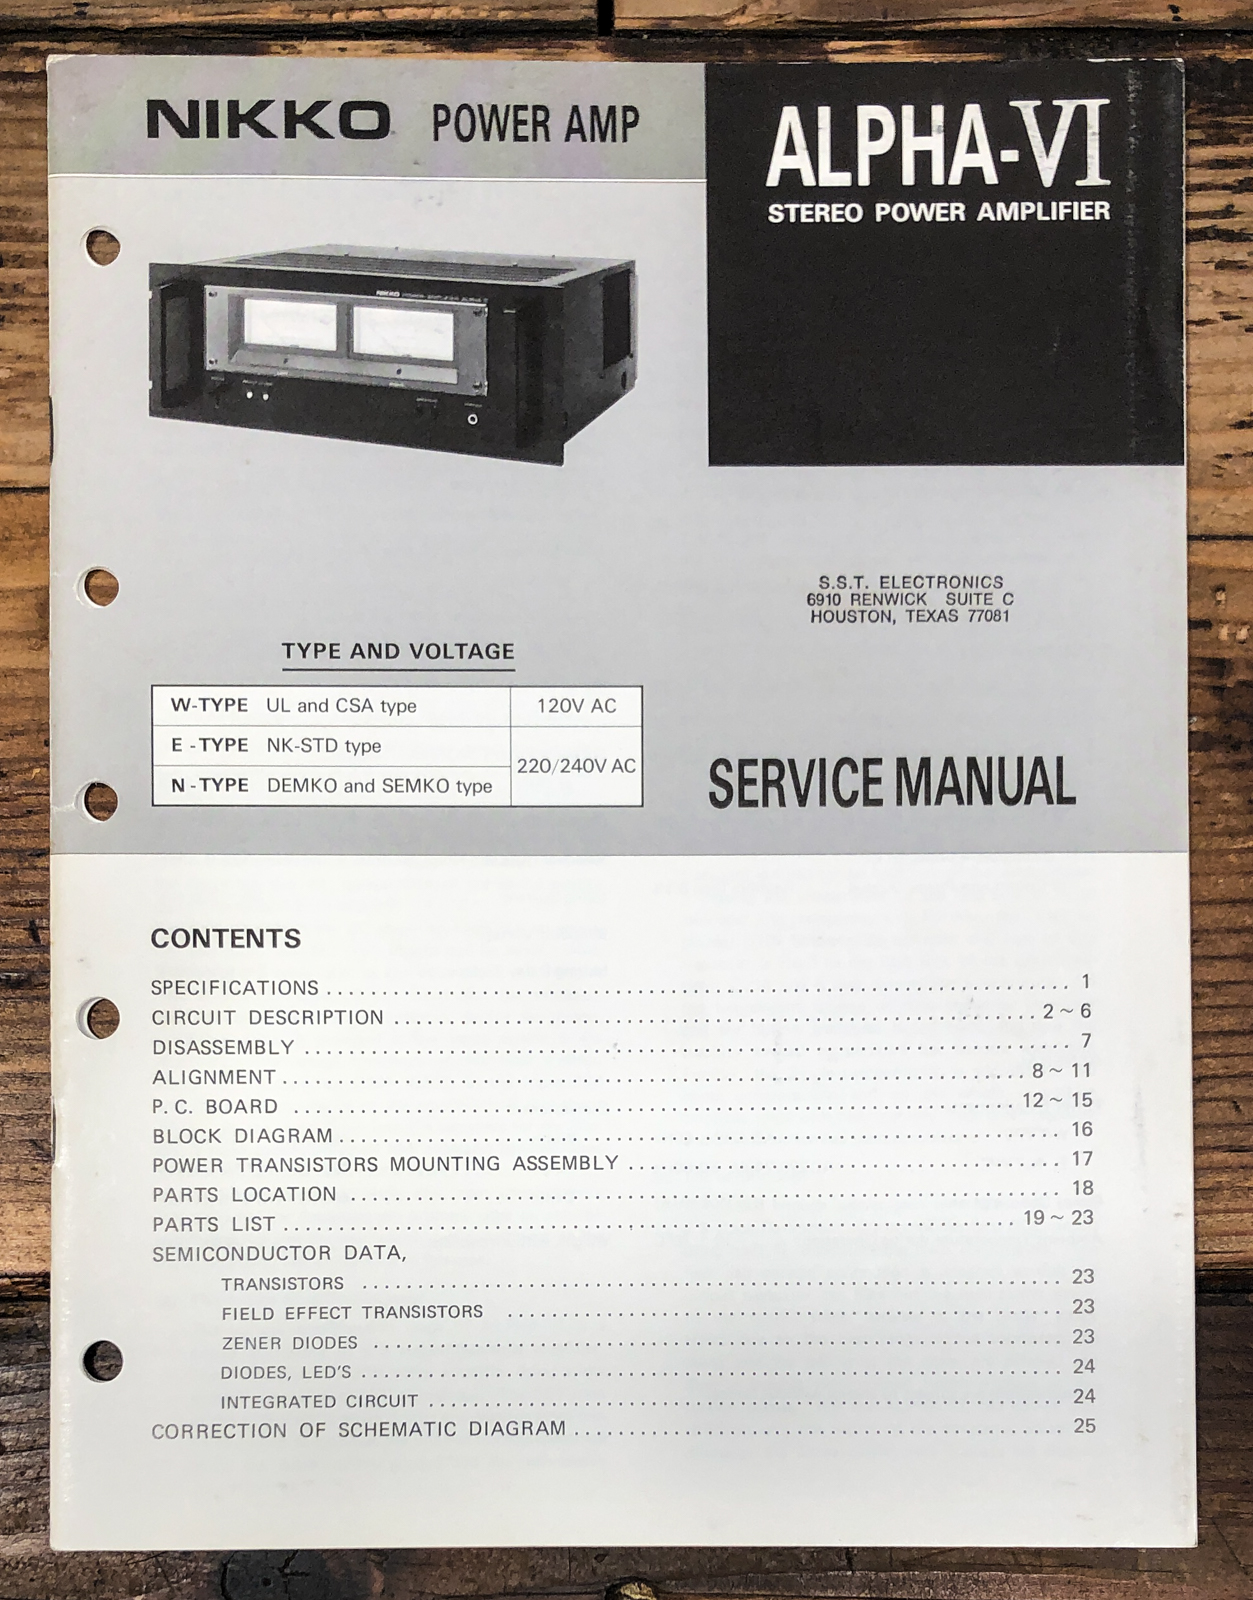 NIKKO POWER AMP
ALPHA-VI
STEREO POWER AMPLIFIER
NIKKO
S.S.T. ELECTRONICS
6910 RENWICK SUITE C
HOUSTON, TEXAS 77081
TYPE AND VOLTAGE
W-TYPE UL and CSA type 120V AC
E - TYPE NK-STD type
220/240V AC
N - TYPE DEMKO and SEMKO type
SERVICE MANUAL
CONTENTS
SPECIFICATIONS 1
CIRCUIT DESCRIPTION 2 ~ 6
DISASSEMBLY 7
ALIGNMENT 8 ~ 11
P. C. BOARD 12 ~ 15
BLOCK DIAGRAM 16
POWER TRANSISTORS MOUNTING ASSEMBLY 17
PARTS LOCATION 18
PARTS LIST 19 ~ 23
SEMICONDUCTOR DATA,
TRANSISTORS 23
FIELD EFFECT TRANSISTORS 23
ZENER DIODES 23
DIODES, LED'S 24
INTEGRATED CIRCUIT 24
CORRECTION OF SCHEMATIC DIAGRAM 25